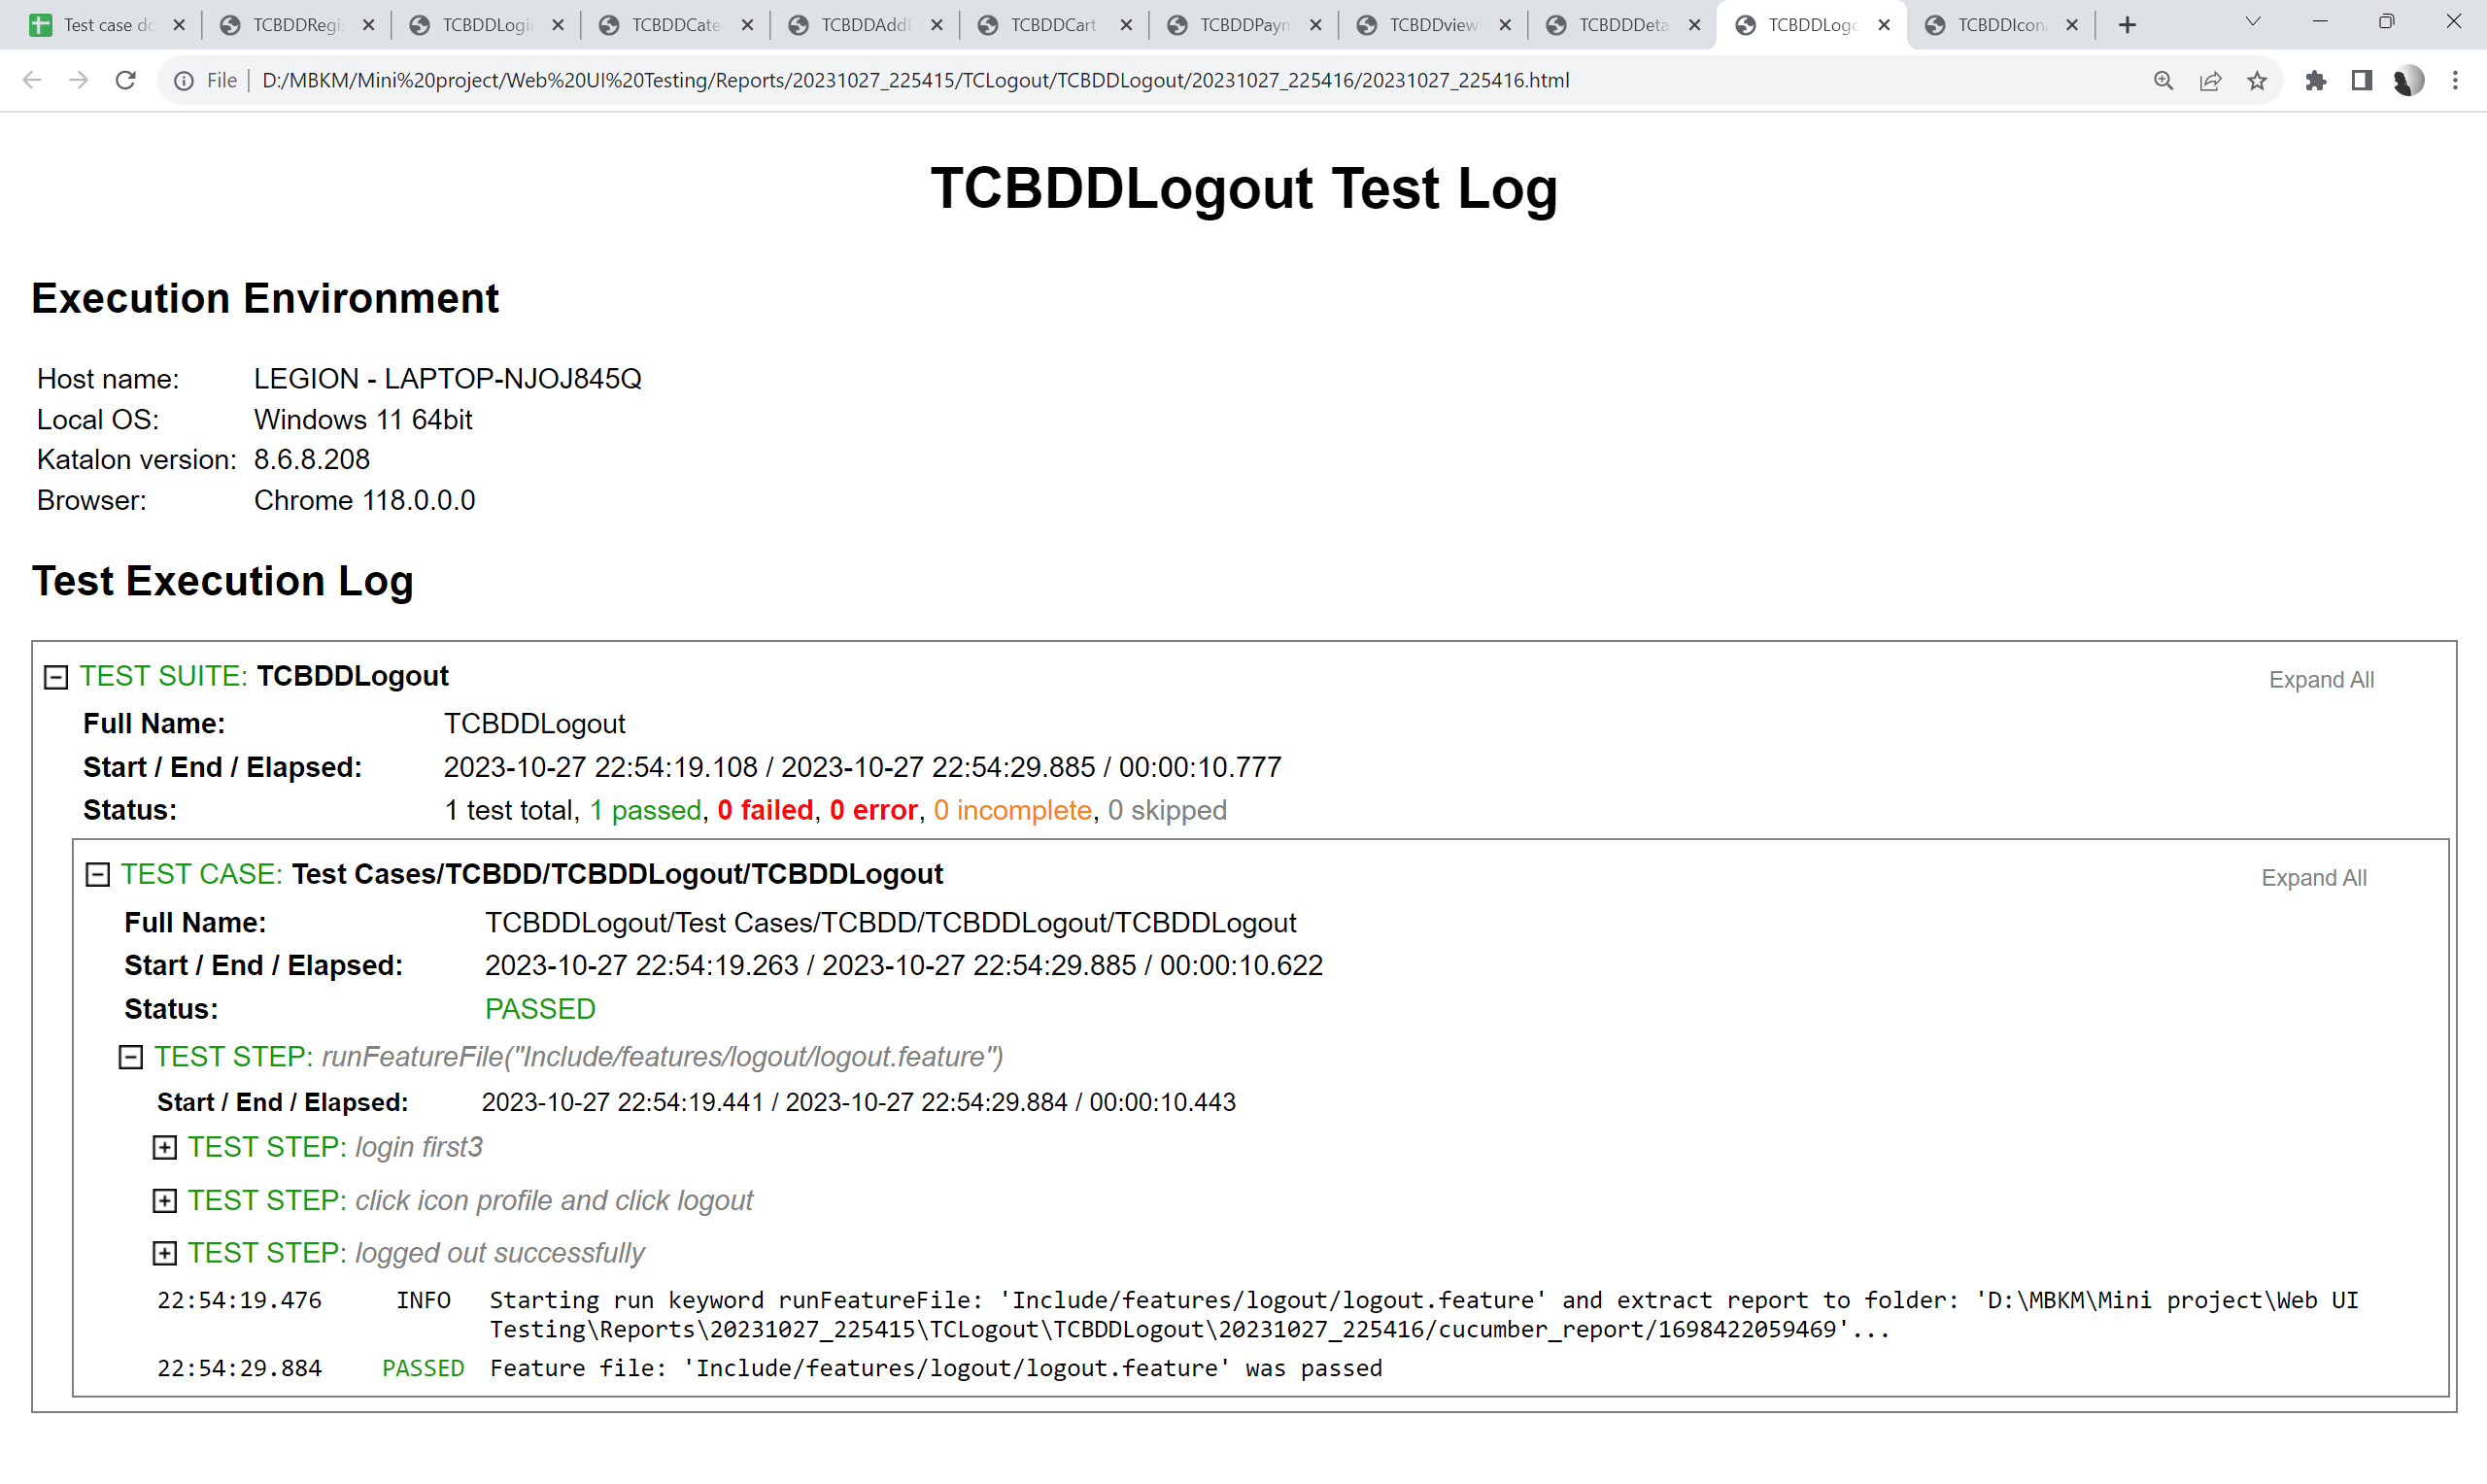 Test case do
TCBDDRegis
TCBDDLogin
TCBDDCate
TCBDDAddP
TCBDDCart
TCBDDPaym
TCBDDview
TCBDDDeta
TCBDDLogo
TCBDDIcon
File
D:/MBKM/Mini%20project/Web%20UI%20Testing/Reports/20231027_225415/TCLogout/TCBDDLogout/20231027_225416/20231027_225416.html
TCBDDLogout Test Log
Execution Environment
Host name: LEGION - LAPTOP-NJOJ845Q
Local OS: Windows 11 64bit
Katalon version: 8.6.8.208
Browser: Chrome 118.0.0.0
Test Execution Log
TEST SUITE: TCBDDLogout Expand All
Full Name: TCBDDLogout
Start / End / Elapsed: 2023-10-27 22:54:19.108 / 2023-10-27 22:54:29.885 / 00:00:10.777
Status: 1 test total, 1 passed, 0 failed, 0 error, 0 incomplete, 0 skipped
TEST CASE: Test Cases/TCBDD/TCBDDLogout/TCBDDLogout Expand All
Full Name: TCBDDLogout/Test Cases/TCBDD/TCBDDLogout/TCBDDLogout
Start / End / Elapsed: 2023-10-27 22:54:19.263 / 2023-10-27 22:54:29.885 / 00:00:10.622
Status: PASSED
TEST STEP: runFeatureFile("Include/features/logout/logout.feature")
Start / End / Elapsed: 2023-10-27 22:54:19.441 / 2023-10-27 22:54:29.884 / 00:00:10.443
TEST STEP: login first3
TEST STEP: click icon profile and click logout
TEST STEP: logged out successfully
22:54:19.476 INFO Starting run keyword runFeatureFile: 'Include/features/logout/logout.feature' and extract report to folder: 'D:\MBKM\Mini project\Web UI
Testing\Reports\20231027_225415\TCLogout\TCBDDLogout\20231027_225416/cucumber_report/1698422059469'...
22:54:29.884 PASSED Feature file: 'Include/features/logout/logout.feature' was passed